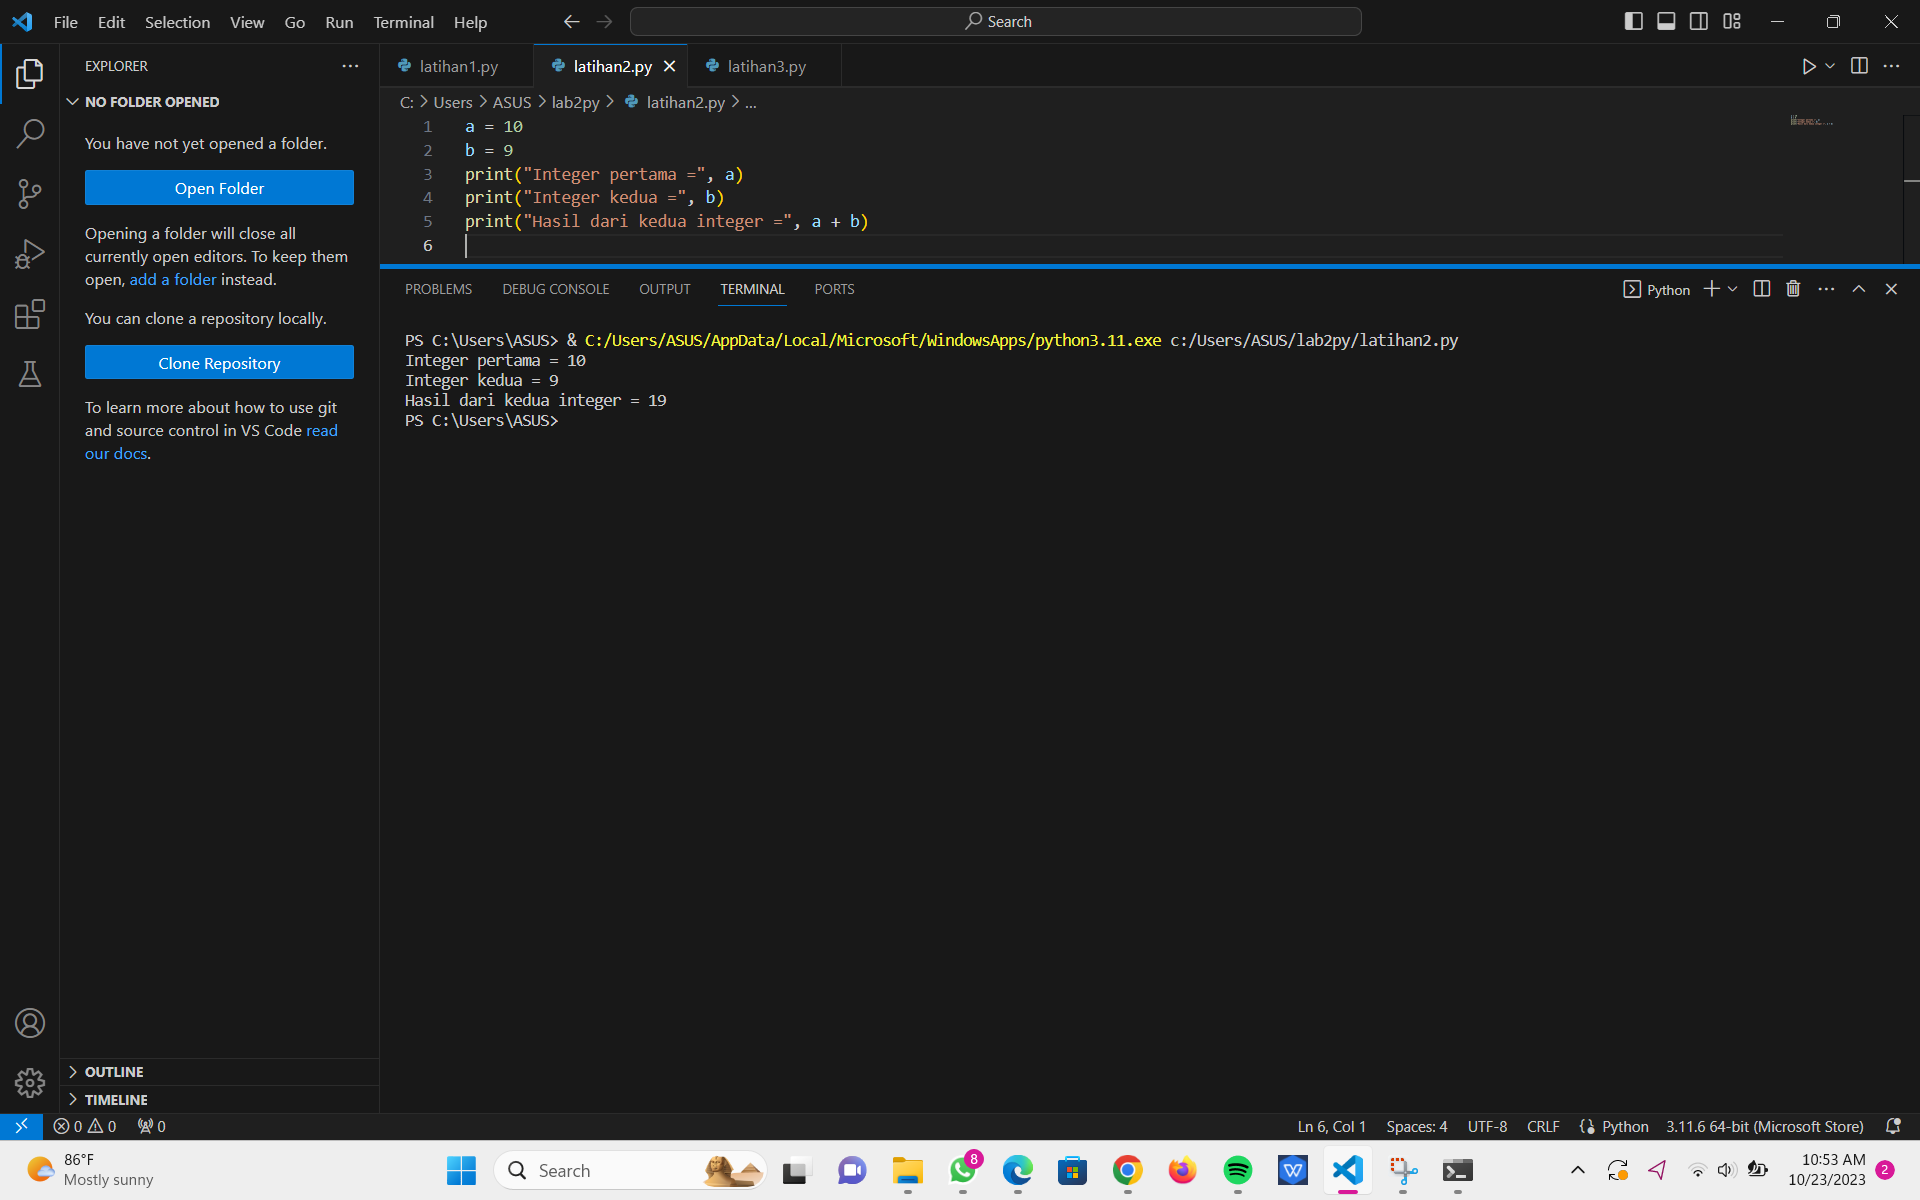 File Edit Selection View Go Run Terminal Help
Search
EXPLORER
NO FOLDER OPENED
You have not yet opened a folder.
Open Folder
Opening a folder will close all
currently open editors. To keep them
open, add a folder instead.
You can clone a repository locally.
Clone Repository
To learn more about how to use git
and source control in VS Code read
our docs.
OUTLINE
TIMELINE
latihan1.py latihan2.py latihan3.py
C: > Users > ASUS > lab2py > latihan2.py > ...
1 a = 10
2 b = 9
3 print("Integer pertama =", a)
4 print("Integer kedua =", b)
5 print("Hasil dari kedua integer =", a + b)
6
PROBLEMS DEBUG CONSOLE OUTPUT TERMINAL PORTS
Python
PS C:\Users\ASUS> & C:/Users/ASUS/AppData/Local/Microsoft/WindowsApps/python3.11.exe c:/Users/ASUS/lab2py/latihan2.py
Integer pertama = 10
Integer kedua = 9
Hasil dari kedua integer = 19
PS C:\Users\ASUS>
0 0 0
Ln 6, Col 1 Spaces: 4 UTF-8 CRLF Python 3.11.6 64-bit (Microsoft Store)
86°F
Mostly sunny
Search
8
W
10:53 AM
10/23/2023
2